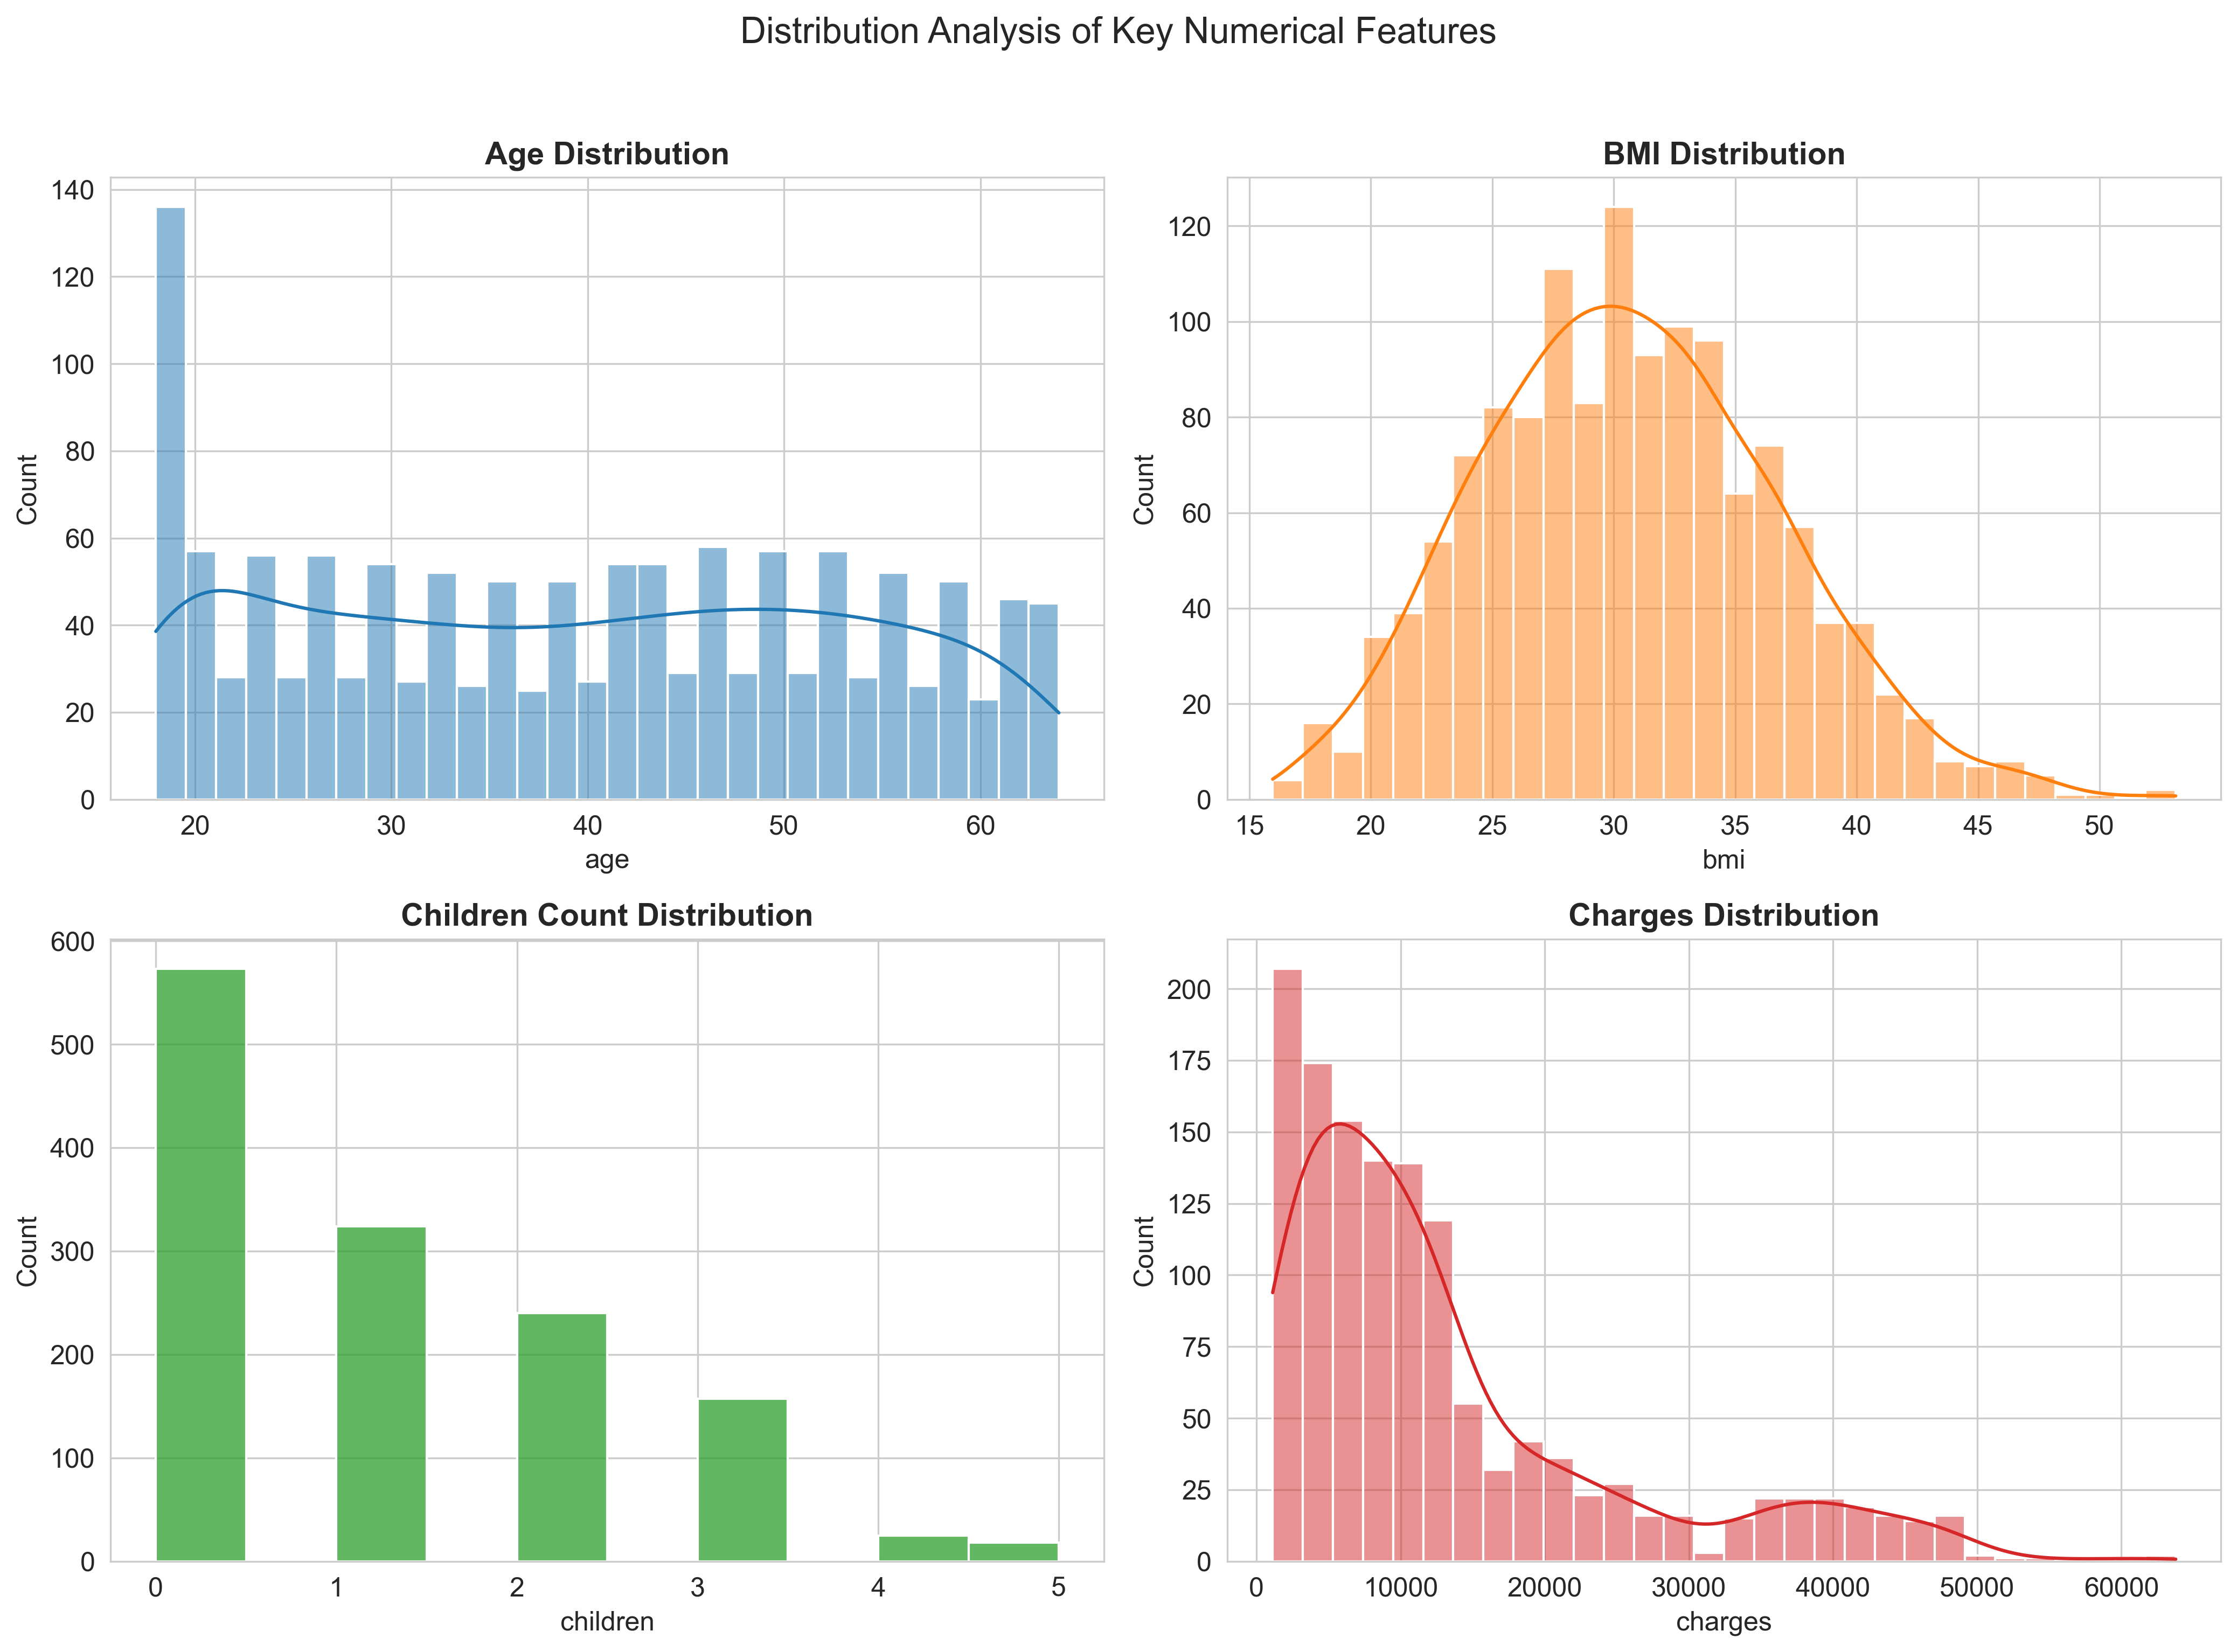 Distribution Analysis of Key Numerical Features
Age Distribution
140
120
100
80
60
40
20
0
Count
20 30 40 50 60
age
BMI Distribution
120
100
80
60
40
20
0
Count
15 20 25 30 35 40 45 50
bmi
Children Count Distribution
600
500
400
300
200
100
0
Count
0 1 2 3 4 5
children
Charges Distribution
200
175
150
125
100
75
50
25
0
Count
0 10000 20000 30000 40000 50000 60000
charges